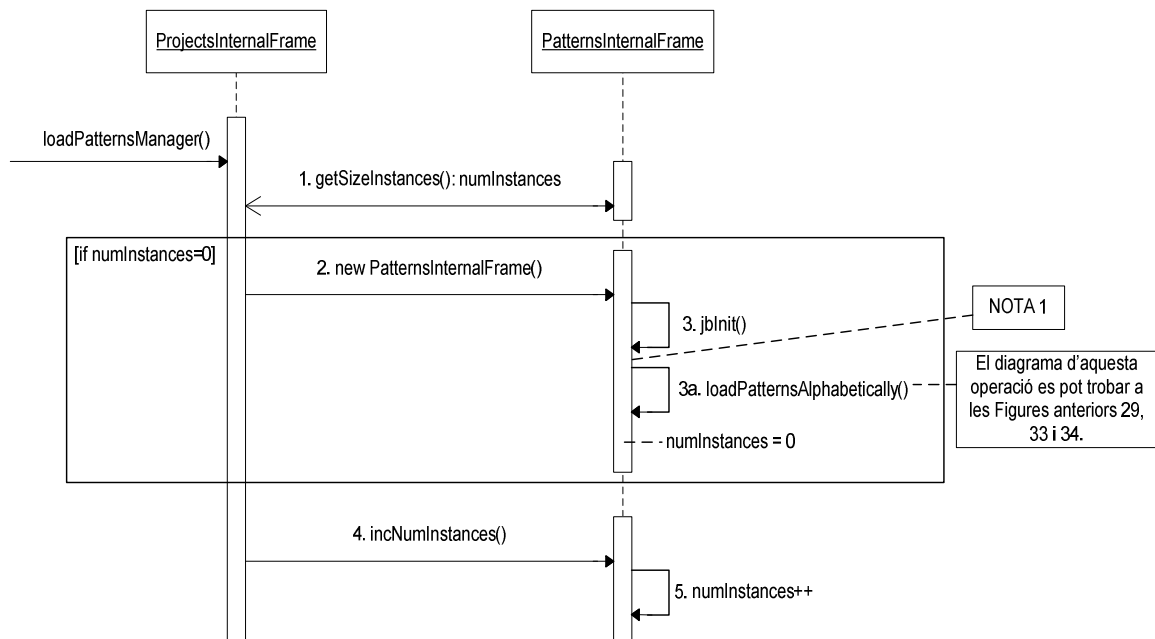 ProjectsInternalFrame
PatternsInternalFrame
loadPatternsManager()
1. getSizeInstances(): numInstances
[if numInstances=0]
2. new PatternsInternalFrame()
NOTA 1
3. jbInit()
3a. loadPatternsAlphabetically()
El diagrama d’aquesta
operació es pot trobar a
les Figures anteriors 29,
33 i 34.
numInstances = 0
4. incNumInstances()
5. numInstances++